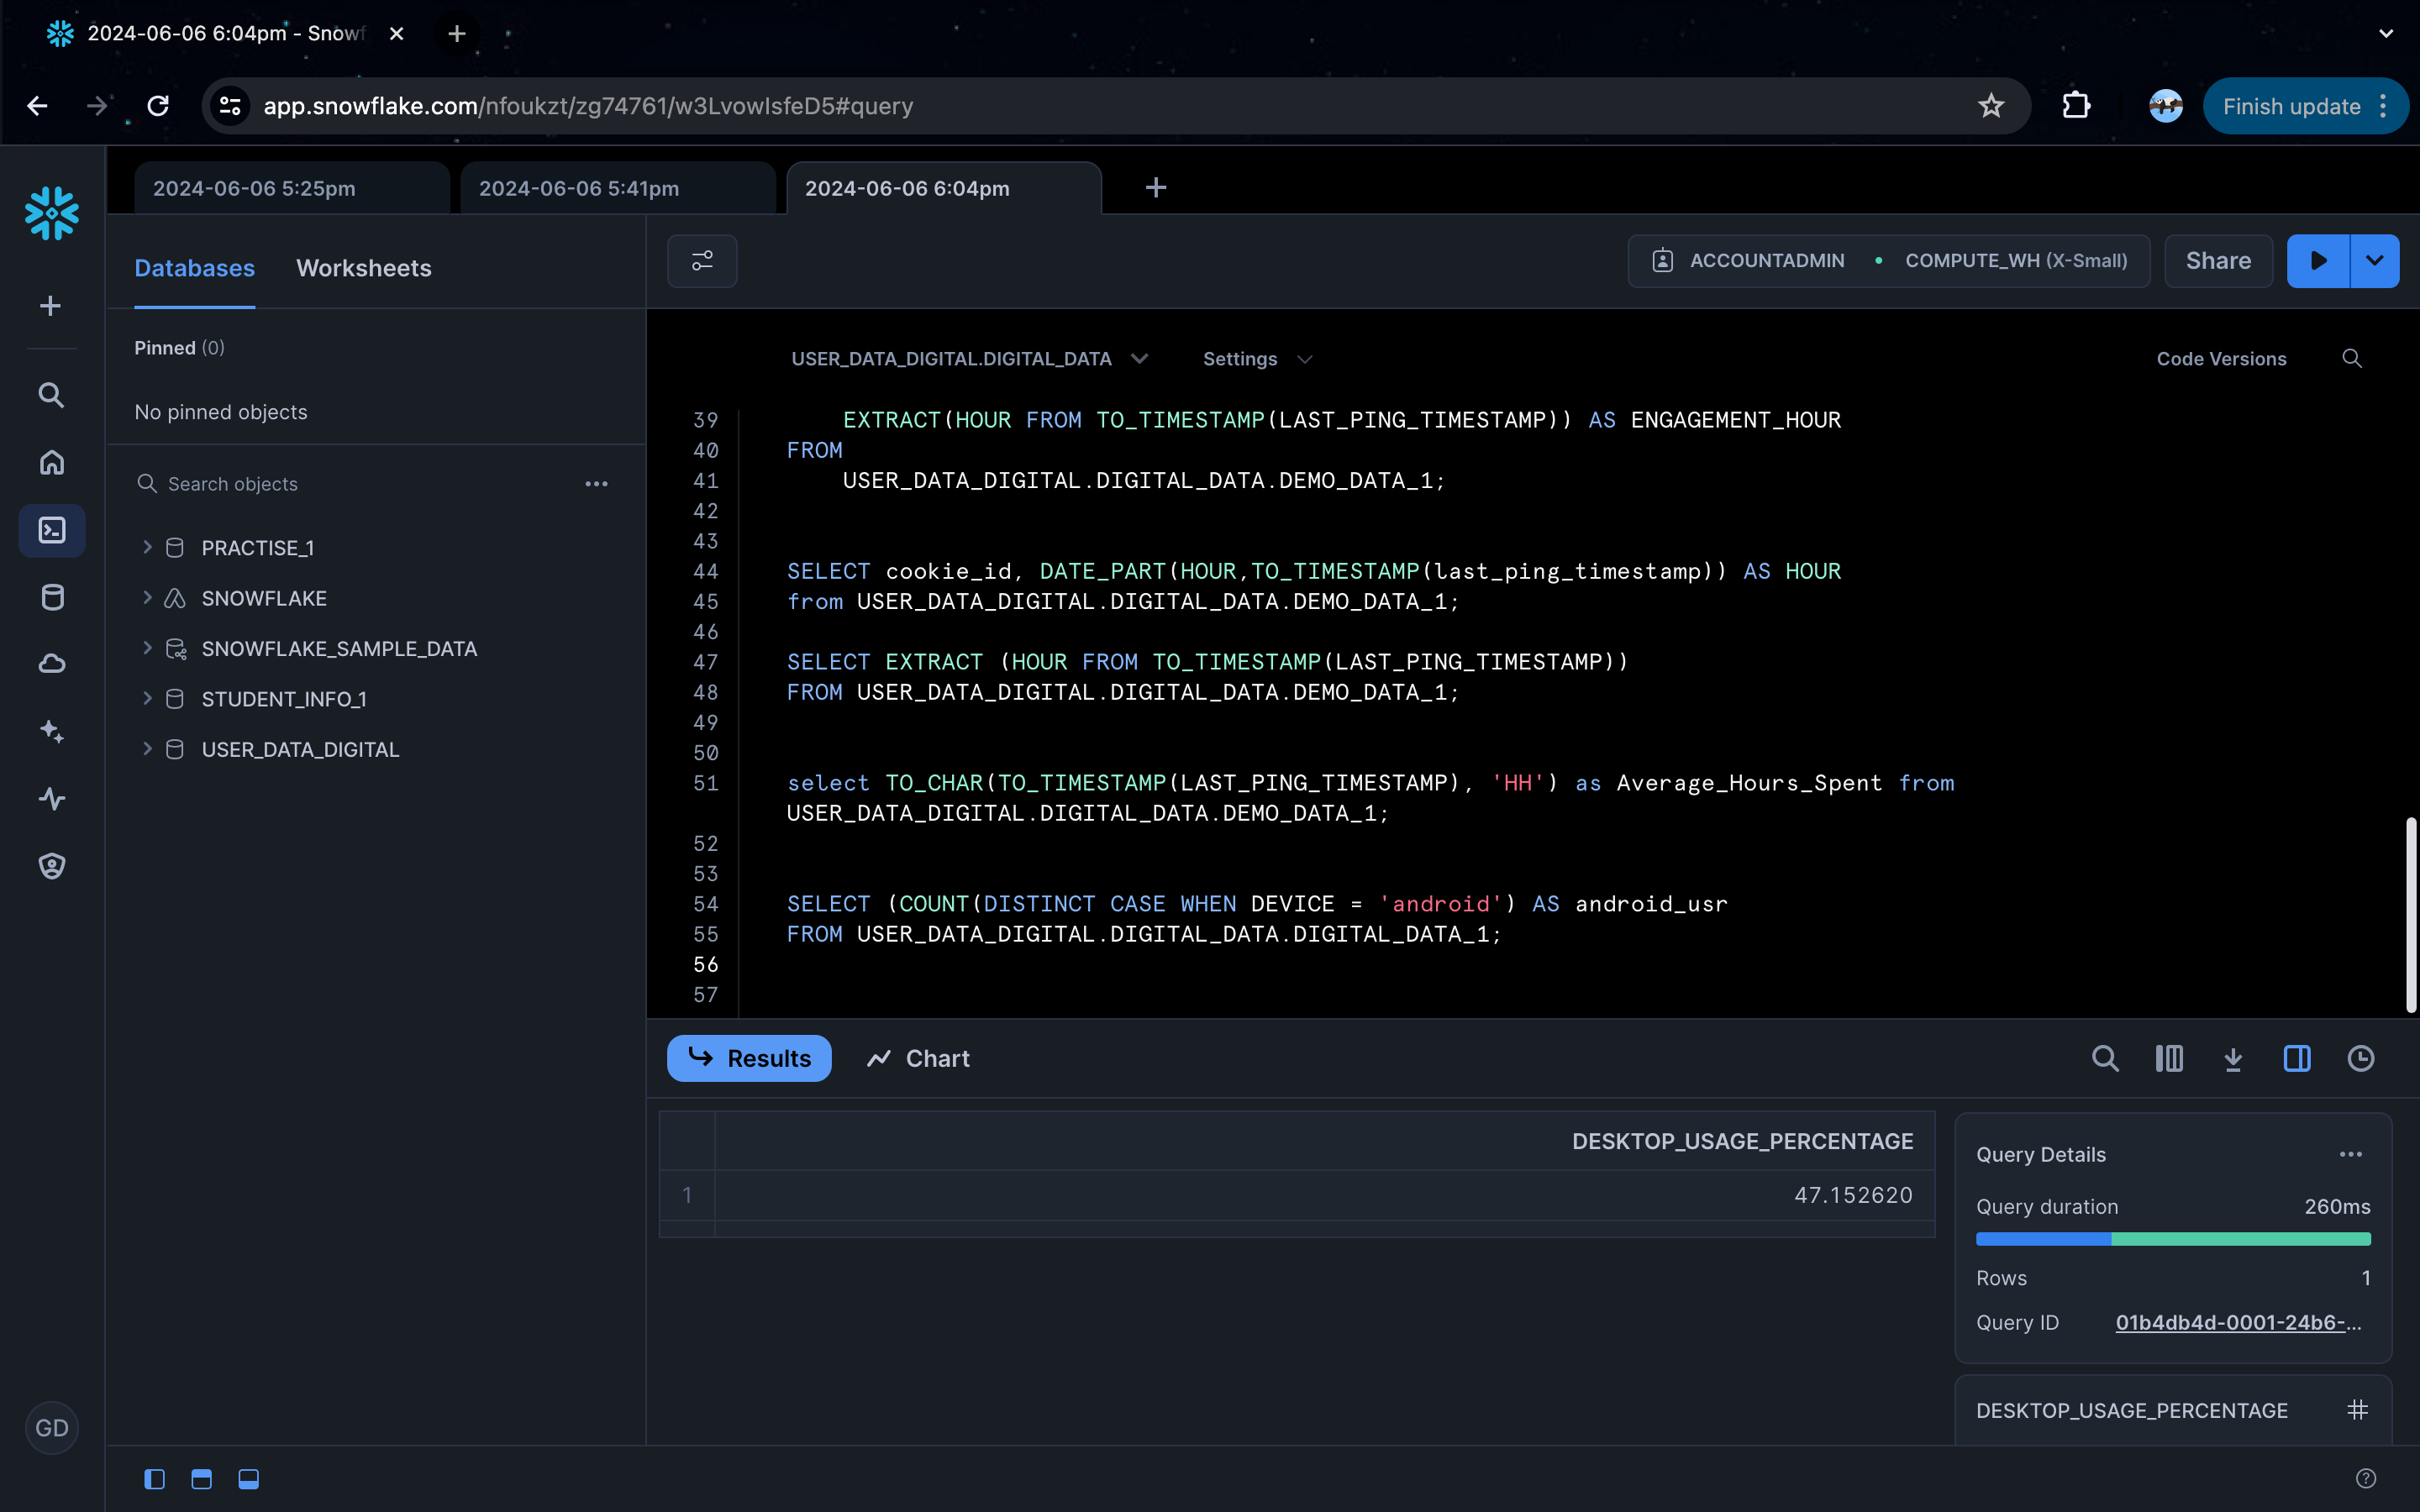 2024-06-06 6:04pm - Snowf
app.snowflake.com/nfoukzt/zg74761/w3LvowIsfeD5#query
Finish update
2024-06-06 5:25pm
2024-06-06 5:41pm
2024-06-06 6:04pm
Databases
Worksheets
ACCOUNTADMIN
COMPUTE_WH (X-Small)
Share
Pinned (0)
No pinned objects
Search objects
PRACTISE_1
SNOWFLAKE
SNOWFLAKE_SAMPLE_DATA
STUDENT_INFO_1
USER_DATA_DIGITAL
GD
USER_DATA_DIGITAL.DIGITAL_DATA
Settings
Code Versions
39 EXTRACT(HOUR FROM TO_TIMESTAMP(LAST_PING_TIMESTAMP)) AS ENGAGEMENT_HOUR
40 FROM
41 USER_DATA_DIGITAL.DIGITAL_DATA.DEMO_DATA_1;
42
43
44 SELECT cookie_id, DATE_PART(HOUR,TO_TIMESTAMP(last_ping_timestamp)) AS HOUR
45 from USER_DATA_DIGITAL.DIGITAL_DATA.DEMO_DATA_1;
46
47 SELECT EXTRACT (HOUR FROM TO_TIMESTAMP(LAST_PING_TIMESTAMP))
48 FROM USER_DATA_DIGITAL.DIGITAL_DATA.DEMO_DATA_1;
49
50
51 select TO_CHAR(TO_TIMESTAMP(LAST_PING_TIMESTAMP), 'HH') as Average_Hours_Spent from
USER_DATA_DIGITAL.DIGITAL_DATA.DEMO_DATA_1;
52
53
54 SELECT (COUNT(DISTINCT CASE WHEN DEVICE = 'android') AS android_usr
55 FROM USER_DATA_DIGITAL.DIGITAL_DATA.DIGITAL_DATA_1;
56
57
Results
Chart
DESKTOP_USAGE_PERCENTAGE
1 47.152620
Query Details
Query duration 260ms
Rows 1
Query ID 01b4db4d-0001-24b6-...
DESKTOP_USAGE_PERCENTAGE